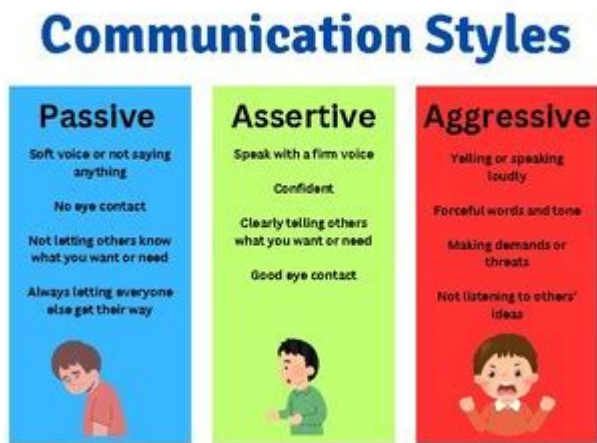 Communication Styles
Passive
Soft voice or not saying
anything
No eye contact
Not letting others know
what you want or need
Always letting everyone
else get their way
Assertive
Speak with a firm voice
Confident
Clearly telling others
what you want or need
Good eye contact
Aggressive
Yelling or speaking
loudly
Forceful words and tone
Making demands or
threats
Not listening to others'
ideas